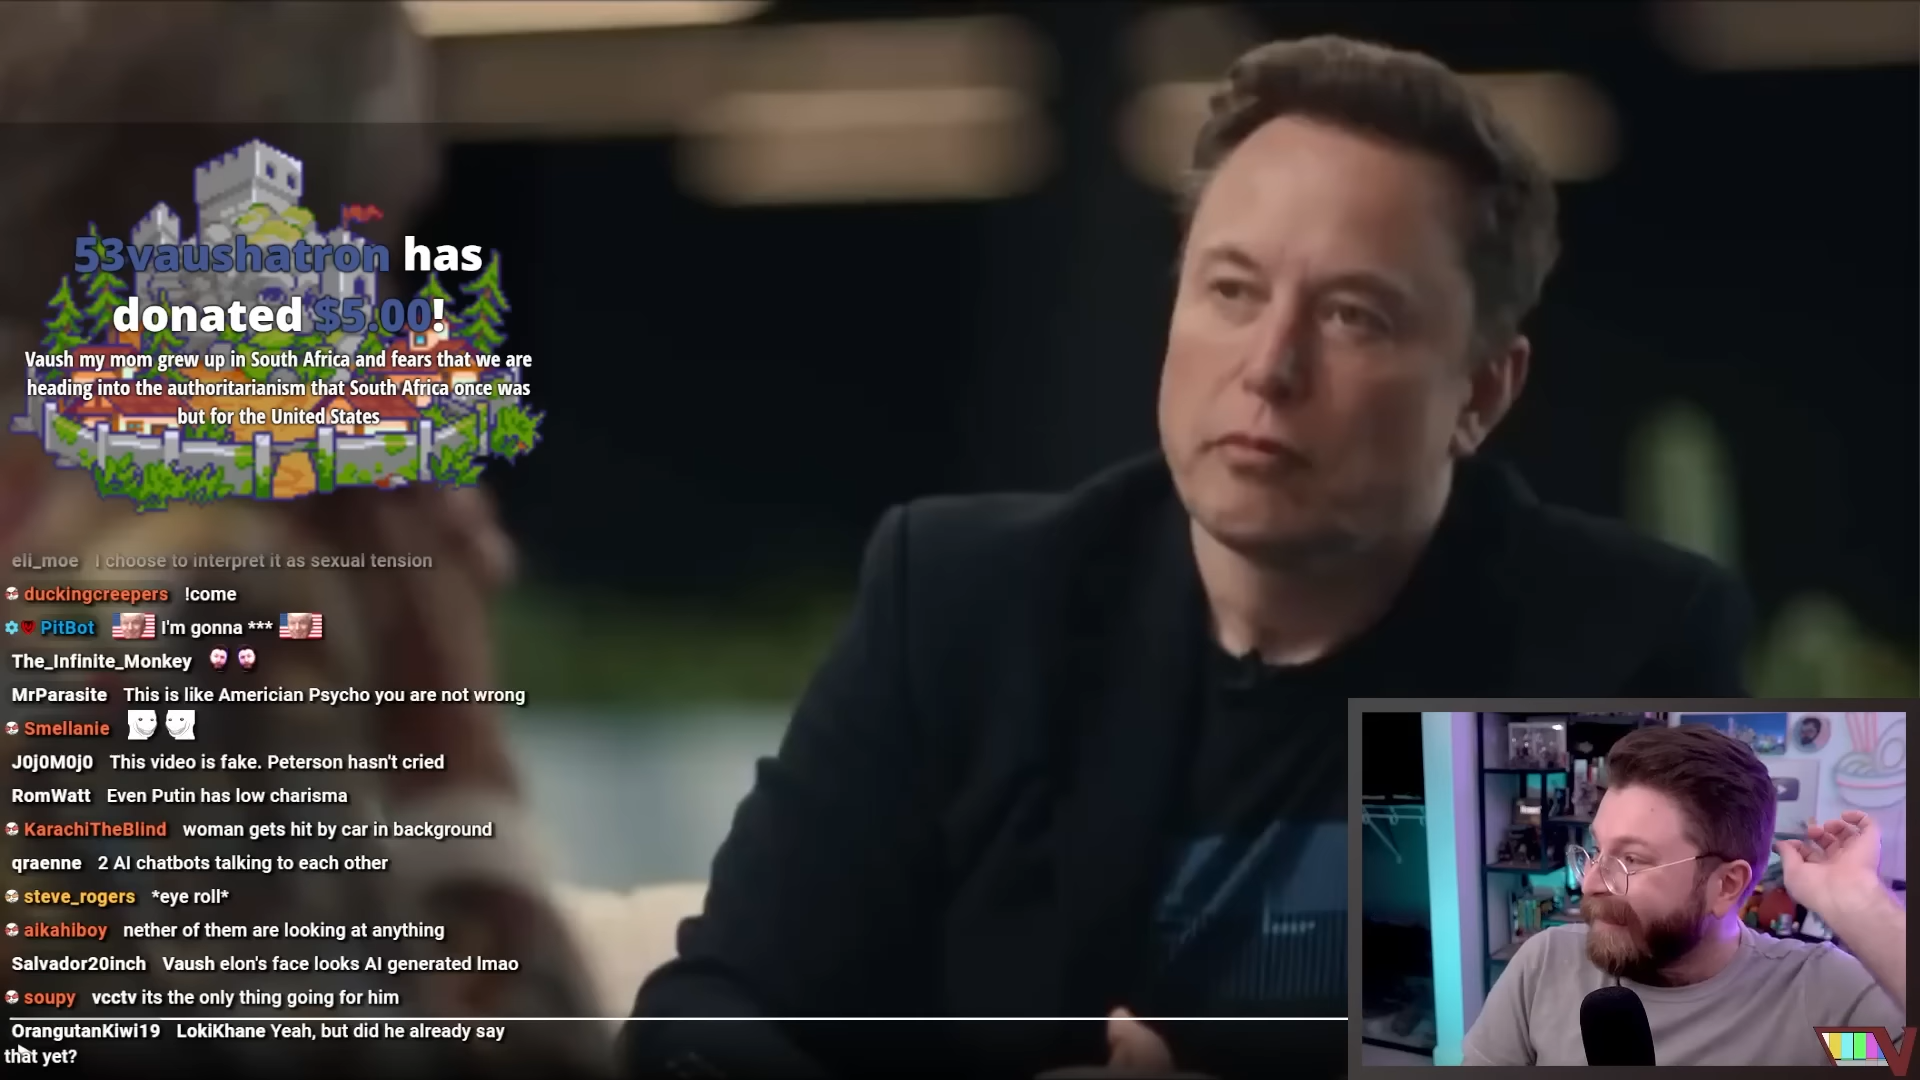 53vaushatron has
donated $5.00!
Vaush my mom grew up in South Africa and fears that we are
heading into the authoritarianism that South Africa once was
but for the United States
eli_moe I choose to interpret it as sexual tension
duckingcreepers !come
PitBot I'm gonna ***
The_Infinite_Monkey
MrParasite This is like Americian Psycho you are not wrong
Smellanie
J0j0M0j0 This video is fake. Peterson hasn't cried
RomWatt Even Putin has low charisma
KarachiTheBlind woman gets hit by car in background
qraenne 2 AI chatbots talking to each other
steve_rogers *eye roll*
aikahiboy nether of them are looking at anything
Salvador20inch Vaush elon's face looks AI generated lmao
soupy vcctv its the only thing going for him
OrangutanKiwi19 LokiKhane Yeah, but did he already say
that yet?